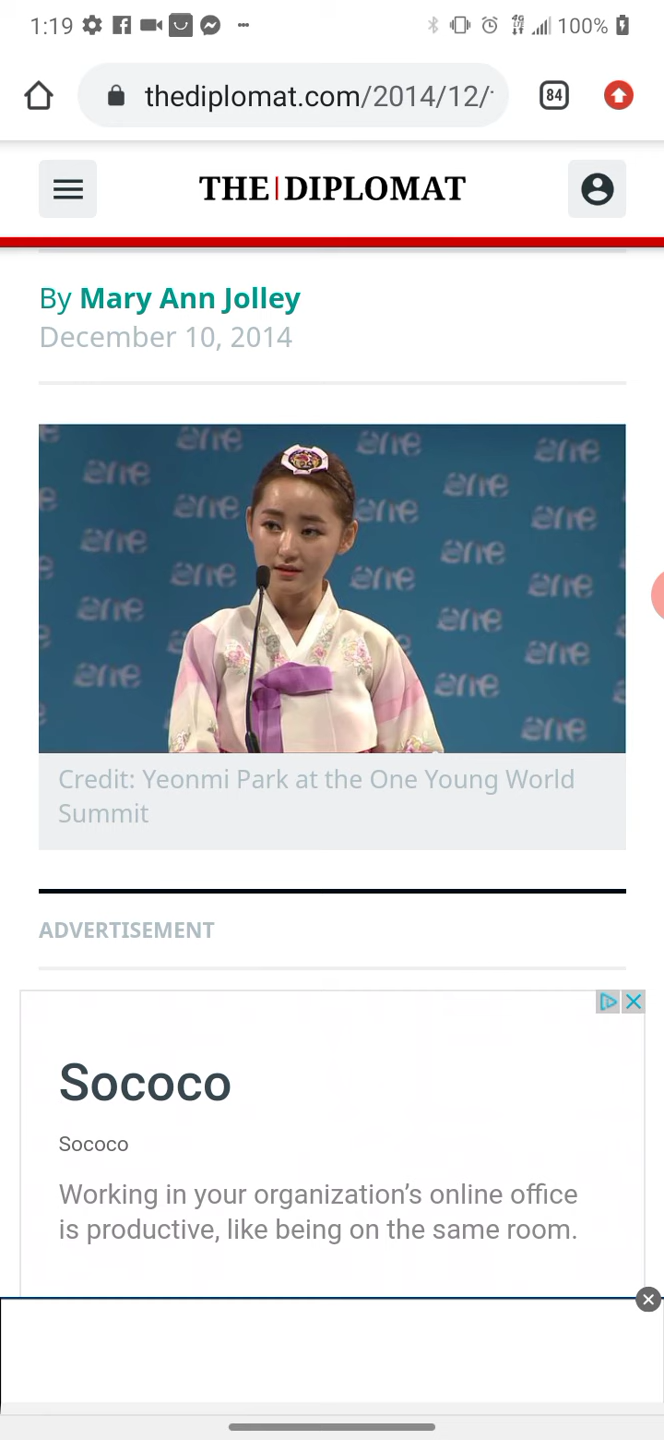 1:19
4G
100%
thediplomat.com/2014/12/
84
THE|DIPLOMAT
By Mary Ann Jolley
December 10, 2014
Credit: Yeonmi Park at the One Young World
Summit
ADVERTISEMENT
Sococo
Sococo
Working in your organization’s online office
is productive, like being on the same room.